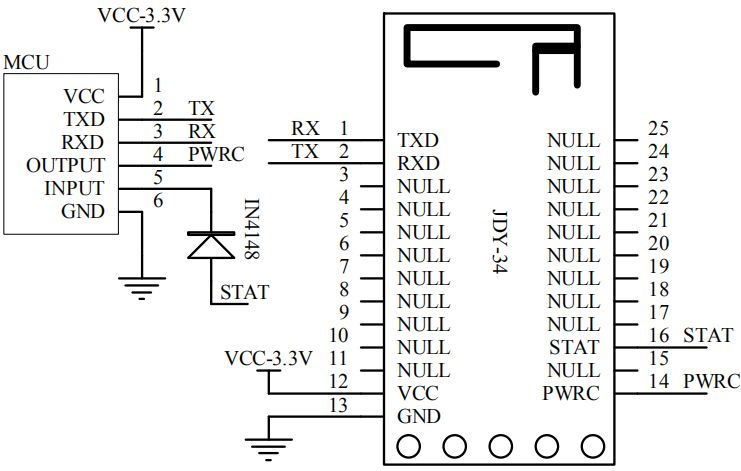 VCC-3.3V
MCU
VCC 1
TXD 2 TX
RXD 3 RX
OUTPUT 4 PWRC
INPUT 5
GND 6
IN4148
STAT
RX 1 TXD
TX 2 RXD
3 NULL
4 NULL
5 NULL
6 NULL
7 NULL
8 NULL
9 NULL
10 NULL
11 NULL
VCC-3.3V
12 VCC
13 GND
JDY-34
NULL 25
NULL 24
NULL 23
NULL 22
NULL 21
NULL 20
NULL 19
NULL 18
NULL 17
STAT 16 STAT
NULL 15
PWRC 14 PWRC